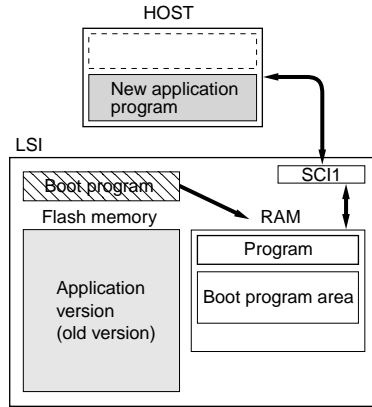 HOST
New application
program
LSI
SCI1
Boot program
Flash memory
RAM
Program
Application
version
(old version)
Boot program area